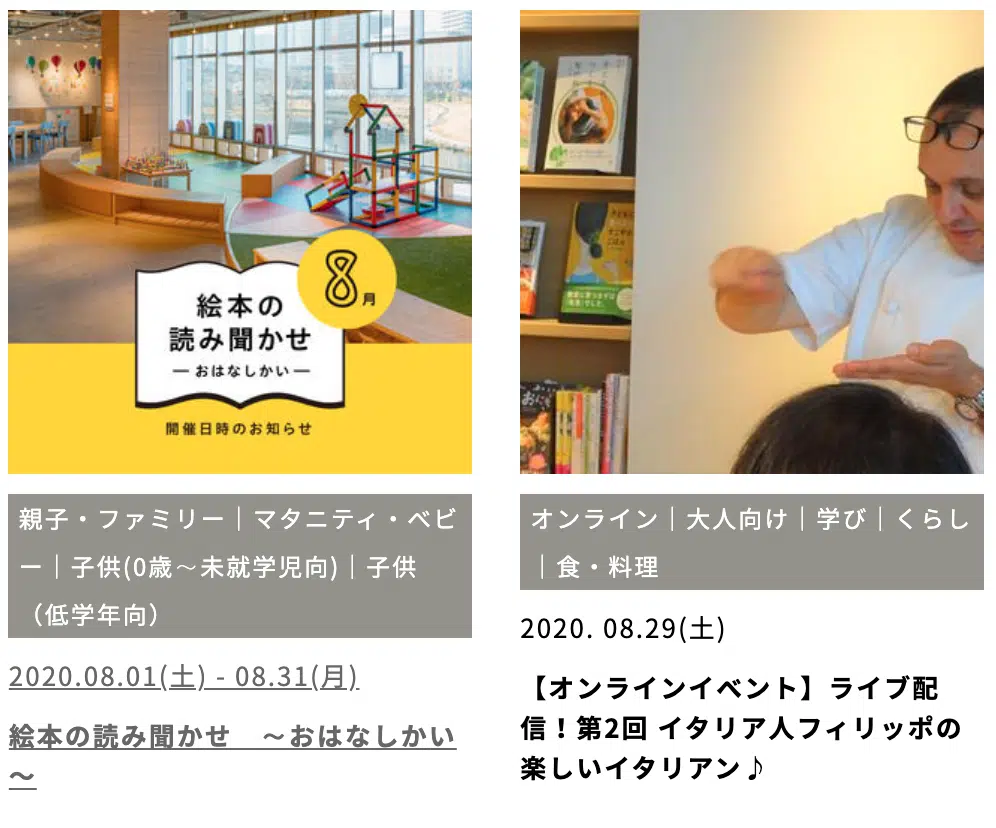 8月
絵本の
読み聞かせ
— おはなしかい —
開催日時のお知らせ
親子・ファミリー｜マタニティ・ベビ
ー｜子供(0歳～未就学児向)｜子供
（低学年向）
2020.08.01(土) - 08.31(月)
絵本の読み聞かせ　～おはなしかい
～
オンライン｜大人向け｜学び｜くらし
｜食・料理
2020. 08.29(土)
【オンラインイベント】ライブ配
信！第2回 イタリア人フィリッポの
楽しいイタリアン♪